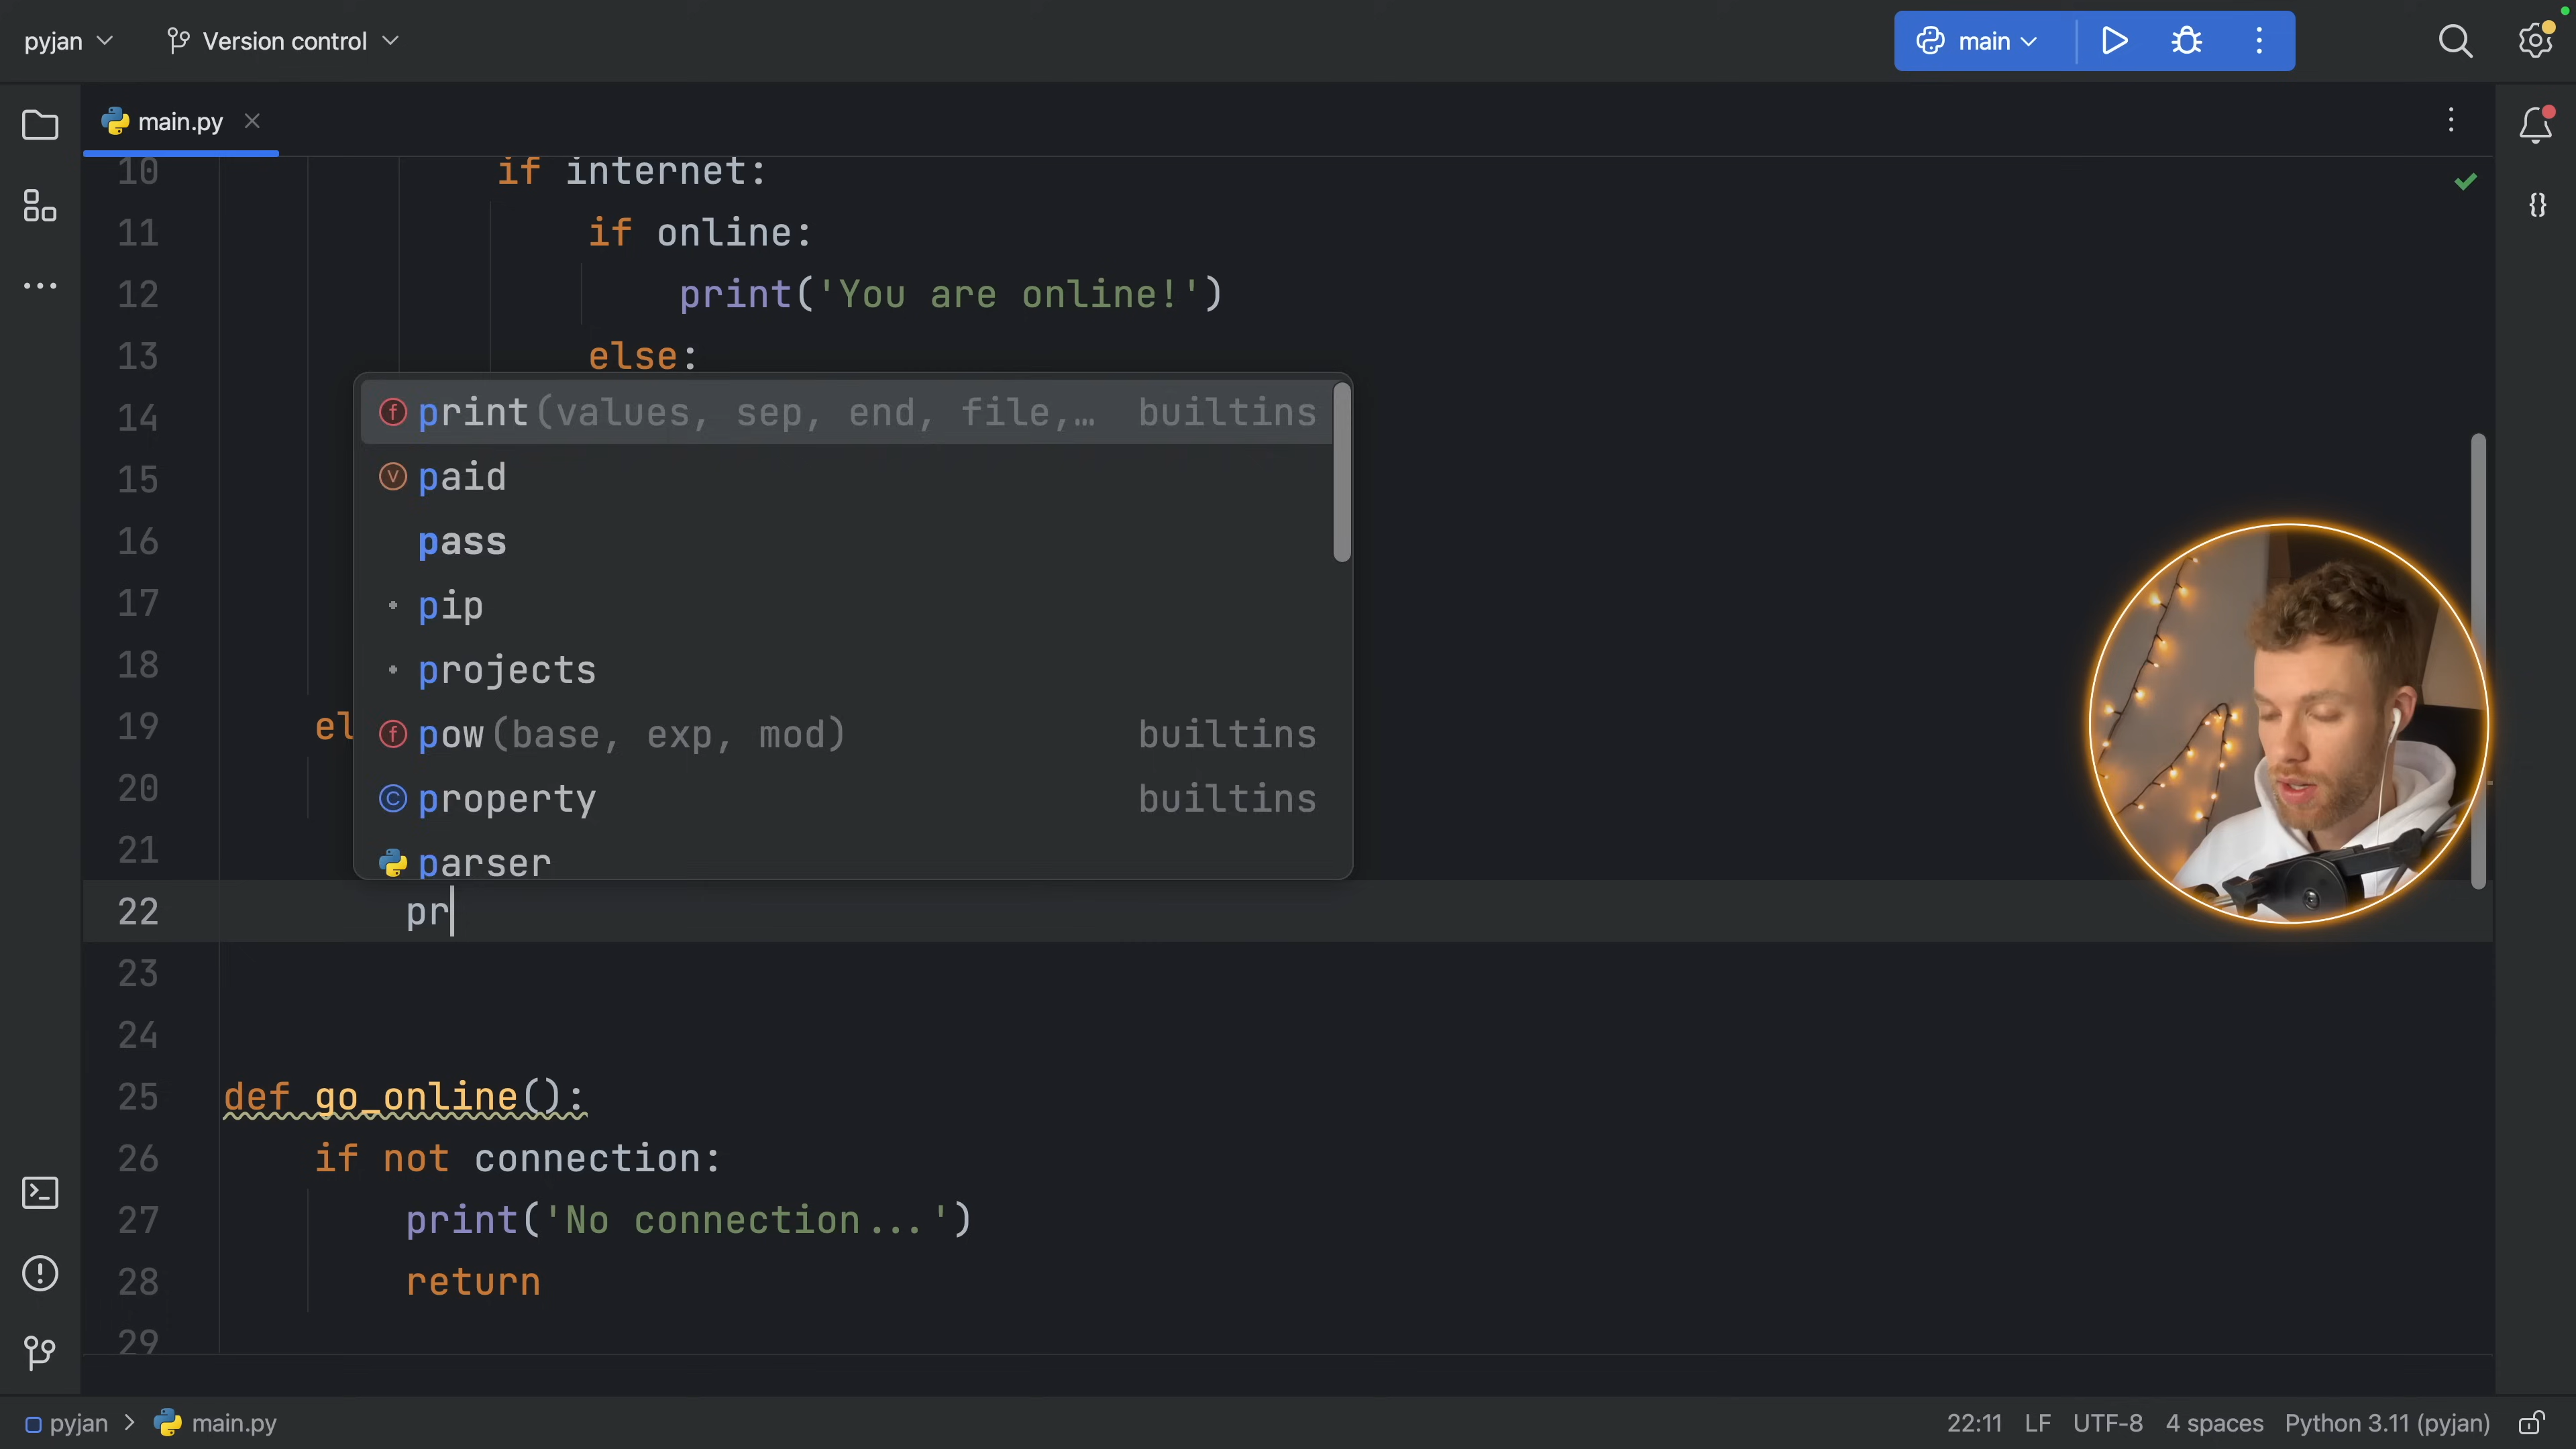 pyjan
Version control
main
main.py
10 if internet:
11 if online:
12 print('You are online!')
13 else:
14 print(values, sep, end, file,… builtins
15 paid
16 pass
17 pip
18 projects
19 el pow(base, exp, mod) builtins
20 property builtins
21 parser
22 pr
23
24
25 def go_online():
26 if not connection:
27 print('No connection...')
28 return
29
pyjan > main.py
22:11 LF UTF-8 4 spaces Python 3.11 (pyjan)